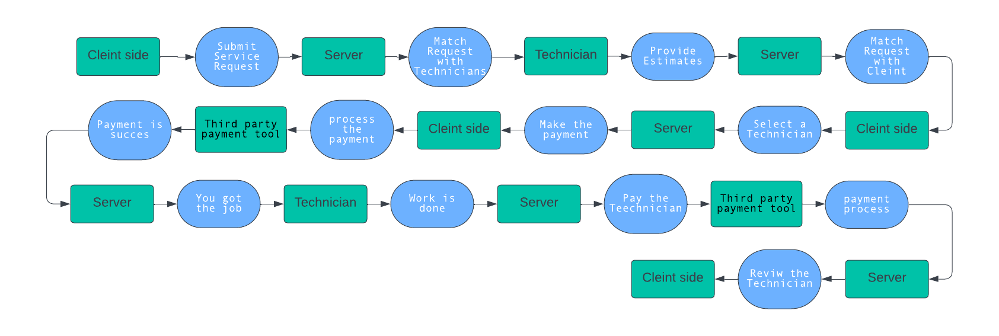 Cleint side
Submit
Service
Request
Server
Match
Request
with
Technicians
Technician
Provide
Estimates
Server
Match
Request
with
Cleint
Cleint side
Select a
Technician
Server
Make the
payment
Cleint side
process
the
payment
Third party
payment tool
Payment is
succes
Server
You got
the job
Technician
Work is
done
Server
Pay the
Teechnician
Third party
payment tool
payment
process
Server
Reviw the
Technician
Cleint side